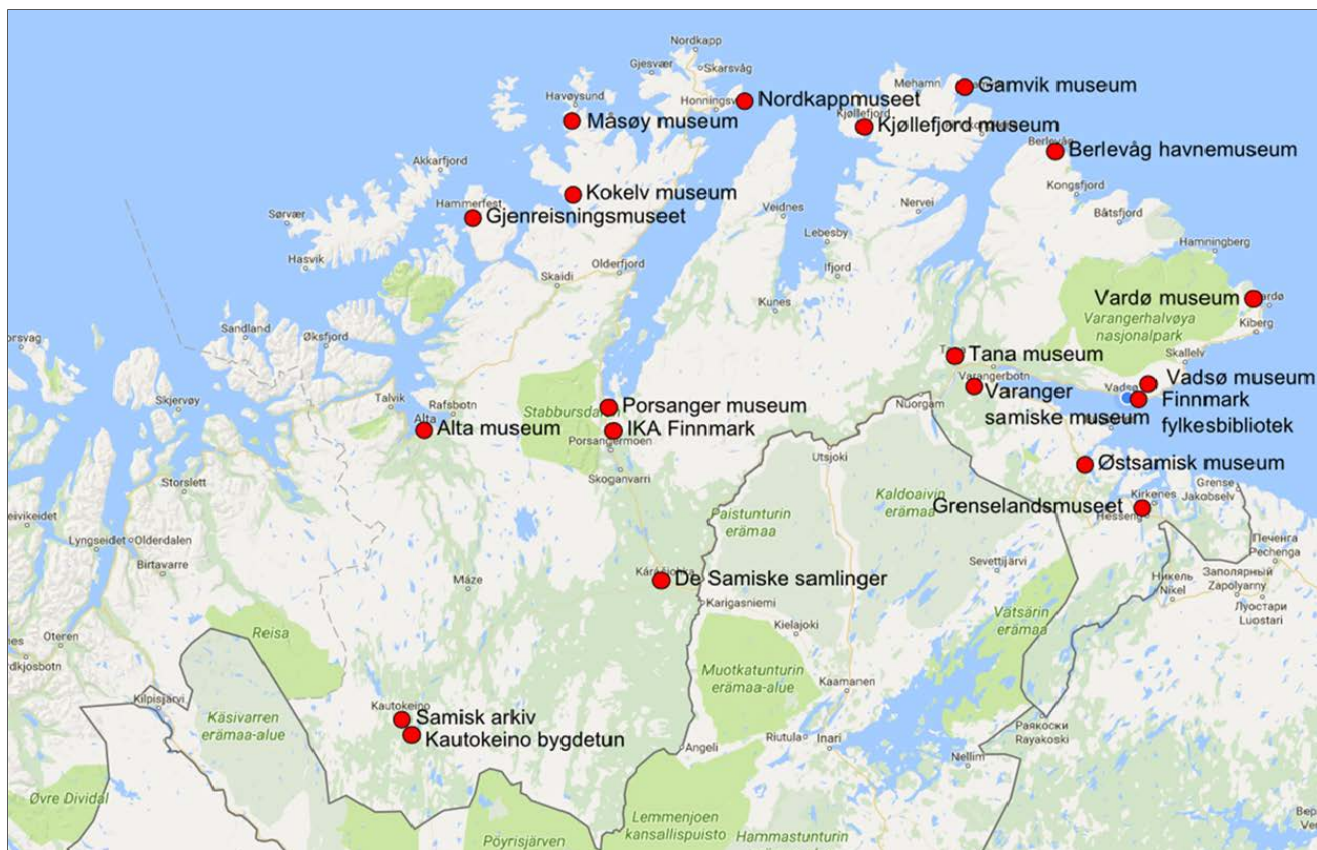 Nordkapp
Gjesvær
Skarsvåg
Mehamn
Gamvik museum
Havøysund
Honningsv
Nordkappmuseet
Måsøy museum
Kjøllefjord
Kjøllefjord museum
Berlevåg
Berlevåg havnemuseum
Akkarfjord
Kongsfjord
Hammerfest
Kokelv museum
Gjenreisningsmuseet
Sørvær
Veidnes
Nervei
Båtsfjord
Hasvik
Lebesby
Hamningberg
Skaidi
Olderfjord
Ifjord
Kunes
Vardø museum
Kiberg
Varangerhalvøya
nasjonalpark
Sandland
Øksfjord
Skallelv
Tana museum
Varangerbotn
Vadsø museum
Vadsø
Finnmark
fylkesbibliotek
Varanger
samiske museum
Talvik
Rafsbotn
Skjervøy
Stabbursda
Porsanger museum
Nuorgam
Alta
Alta museum
IKA Finnmark
Porsangermoen
Utsjoki
Østsamisk museum
Skoganvarri
Storslett
Kaldoaivin
erämaa
Paistunturin
erämaa
Grense
Jakobselv
Kirkenes
Grenselandsmuseet
Hesseng
Lyngseidet
Olderdalen
Birtavarre
Печенга
Pechenga
Máze
De Samiske samlinger
Karigasniemi
Sevettijärvi
Никель
Nikel
Заполярный
Zapolyarny
Луостари
Luostari
Vätsärin
erämaa
Kielajoki
Reisa
Oteren
Muotkatunturin
erämaa-alue
Kaamanen
Kilpisjärvi
Käsivarren
erämaa-alue
Kautokeino
Samisk arkiv
Kautokeino bygdetun
Раякоски
Rayakoski
Angeli
Riutula
Inari
Nellim
Øvre Dividal
Pöyrisjärven
Lemmenjoen
kansallispuisto
Hammastunturin